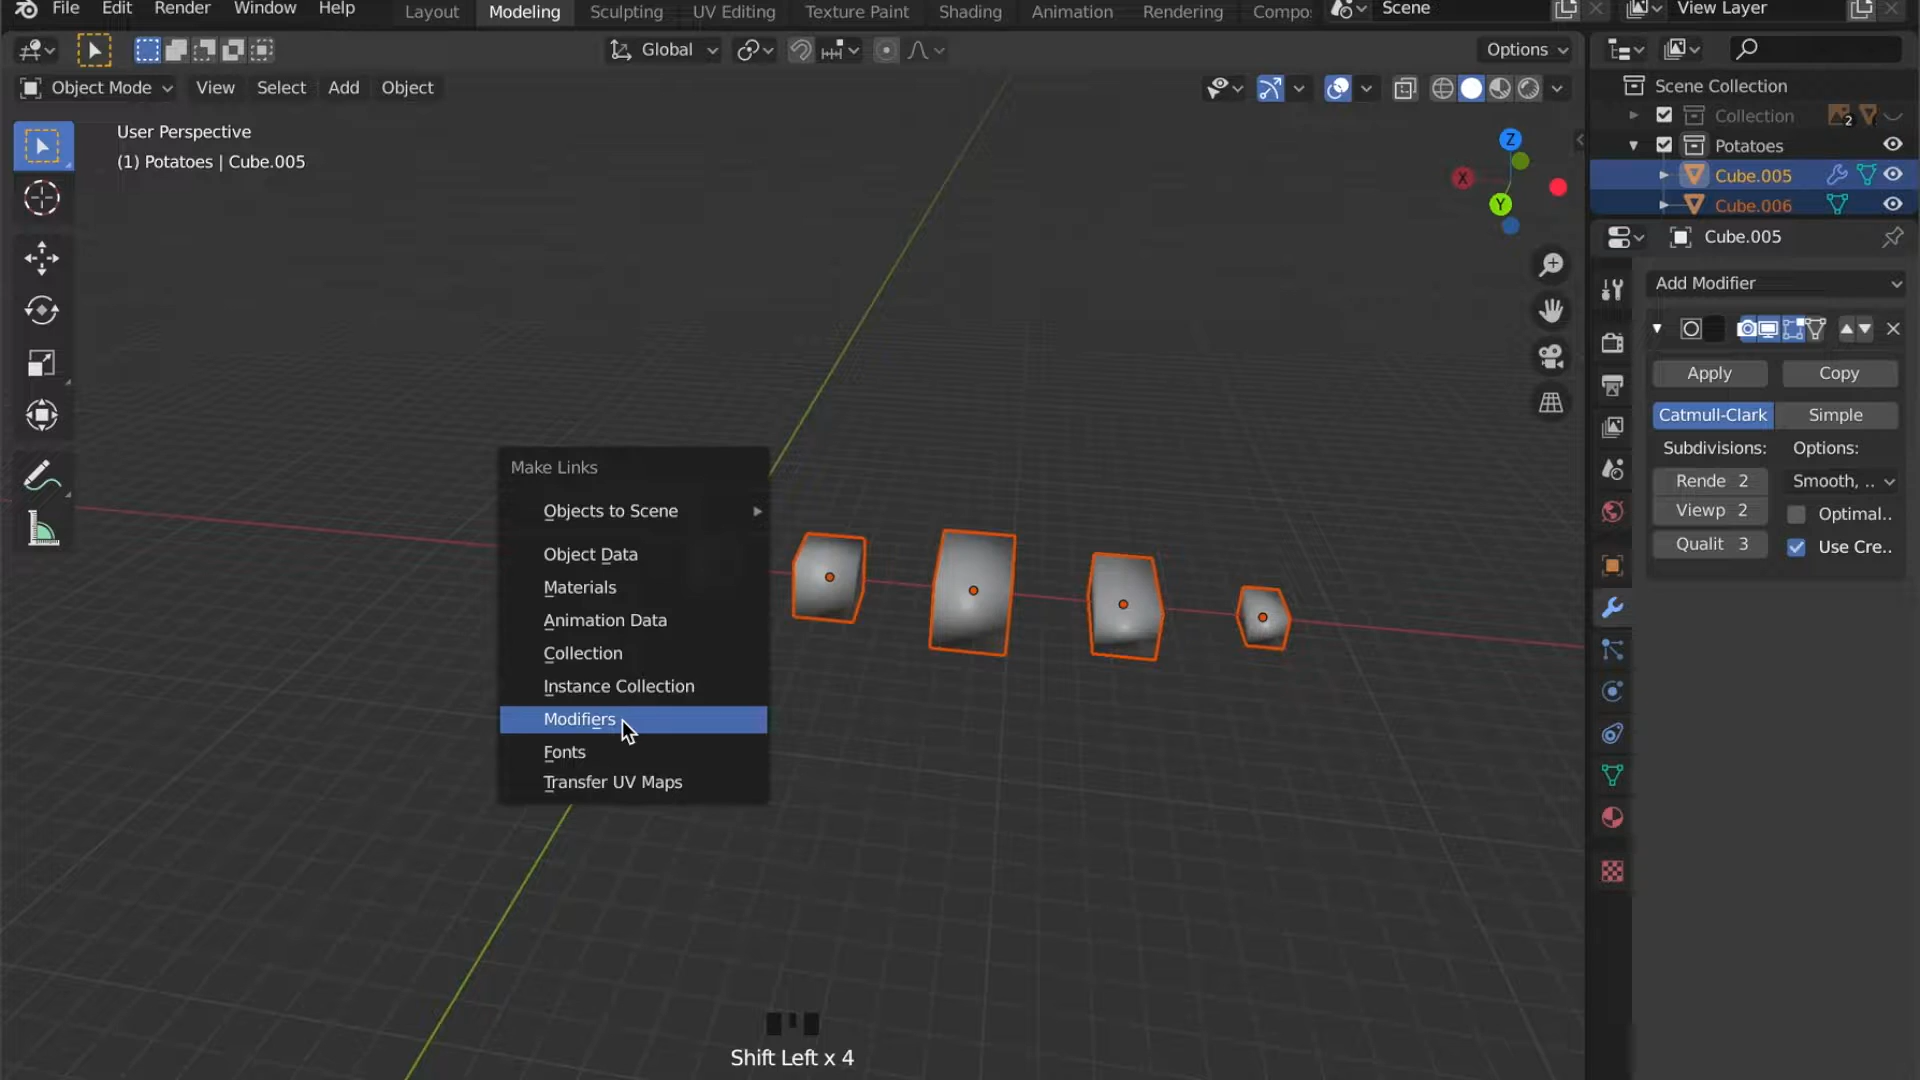 File Edit Render Window Help Layout Modeling Sculpting UV Editing Texture Paint Shading Animation Rendering Compo Scene View Layer
Global Options
Object Mode View Select Add Object
User Perspective
(1) Potatoes | Cube.005
Z
X
Y
Make Links
Objects to Scene
Object Data
Materials
Animation Data
Collection
Instance Collection
Modifiers
Fonts
Transfer UV Maps
Shift Left x 4
Scene Collection
Collection 2
Potatoes
Cube.005
Cube.006
Cube.005
Add Modifier
Apply Copy
Catmull-Clark Simple
Subdivisions: Options:
Rende 2 Smooth, ..
Viewp 2 Optimal..
Qualit 3 Use Cre..